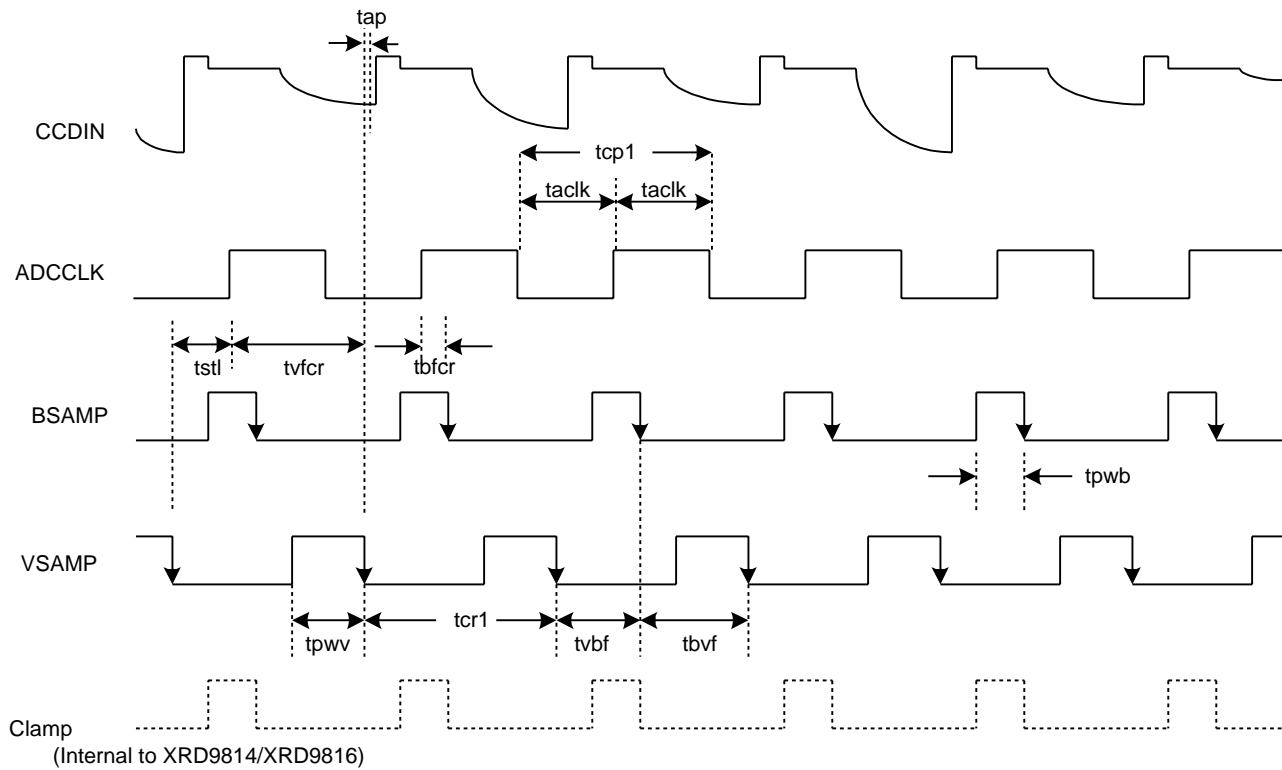 tap
CCDIN
tcp1
taclk taclk
ADCCLK
tstl tvfcr tbfcr
BSAMP
tpwb
VSAMP
tpwv tcr1 tvbf tbvf
Clamp
(Internal to XRD9814/XRD9816)